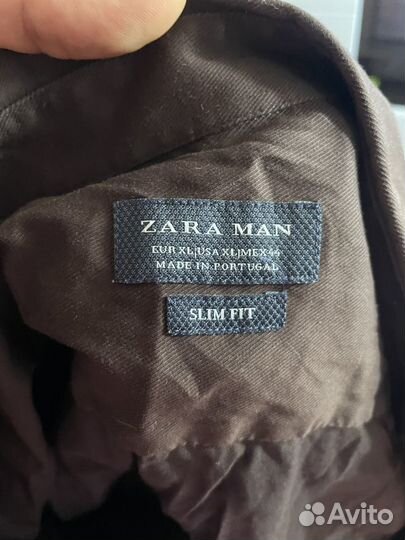 ZARA MAN
EUR XL|USA XL|MEX 44
MADE IN PORTUGAL
SLIM FIT
Avito